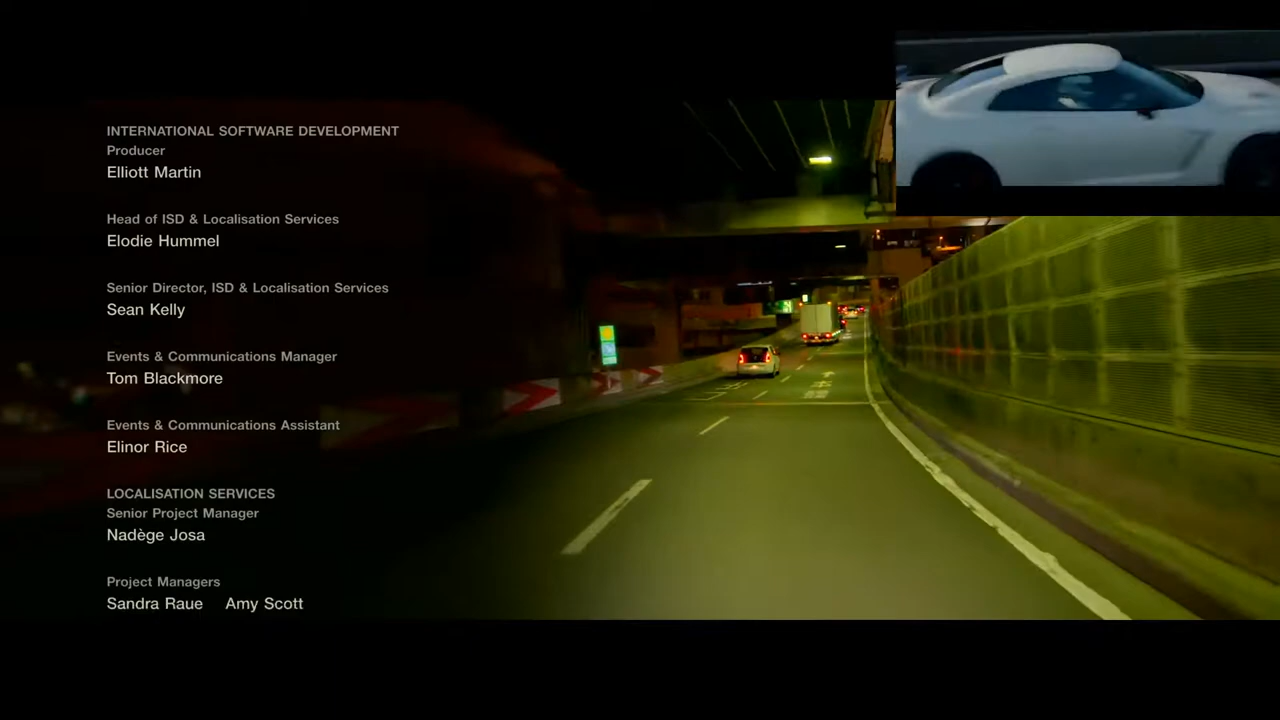 INTERNATIONAL SOFTWARE DEVELOPMENT
Producer
Elliott Martin
Head of ISD & Localisation Services
Elodie Hummel
Senior Director, ISD & Localisation Services
Sean Kelly
Events & Communications Manager
Tom Blackmore
Events & Communications Assistant
Elinor Rice
LOCALISATION SERVICES
Senior Project Manager
Nadège Josa
Project Managers
Sandra Raue Amy Scott